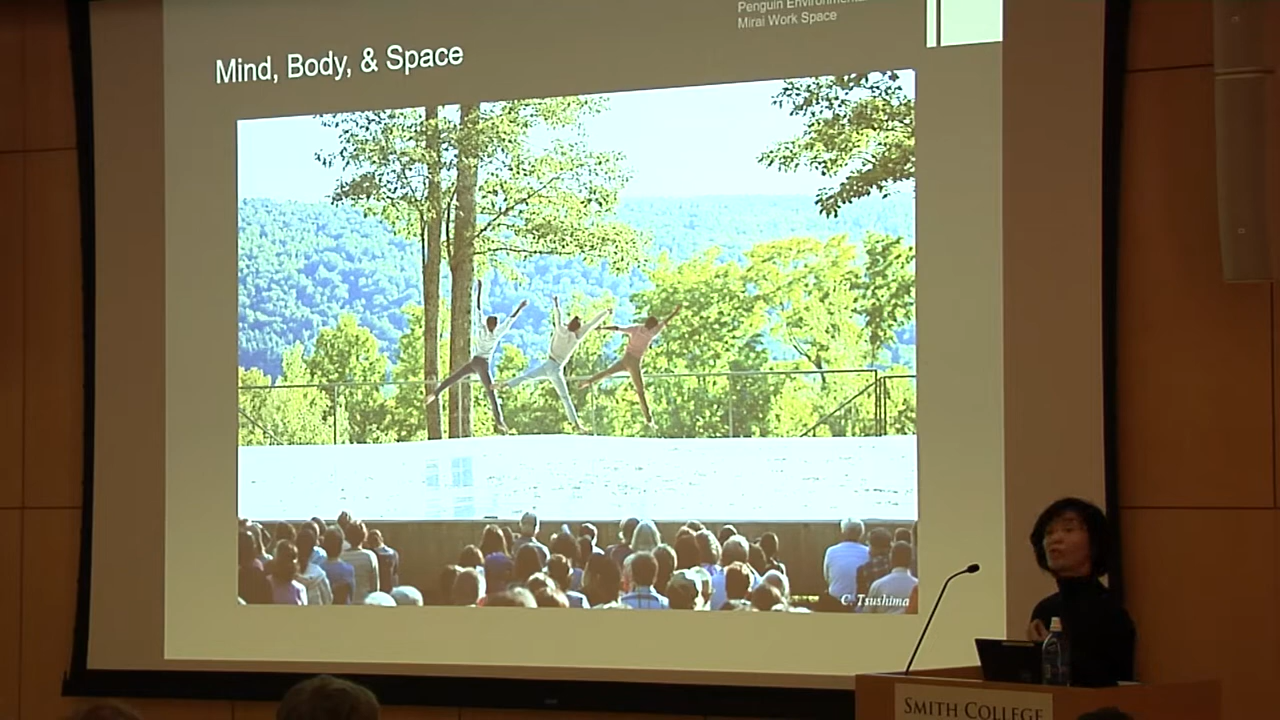 Penguin Environmental
Mirai Work Space
Mind, Body, & Space
C. Tsushima
SMITH COLLEGE